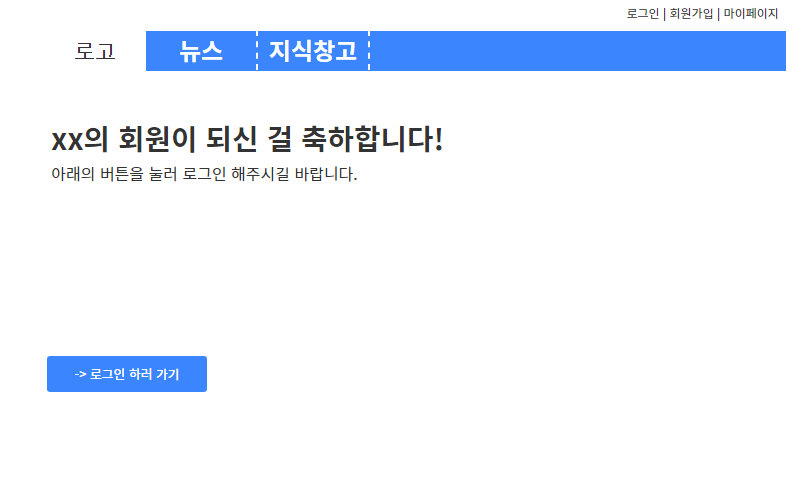 로그인 | 회원가입 | 마이페이지
로고 뉴스 지식창고
xx의 회원이 되신 걸 축하합니다!
아래의 버튼을 눌러 로그인 해주시길 바랍니다.
-> 로그인 하러 가기